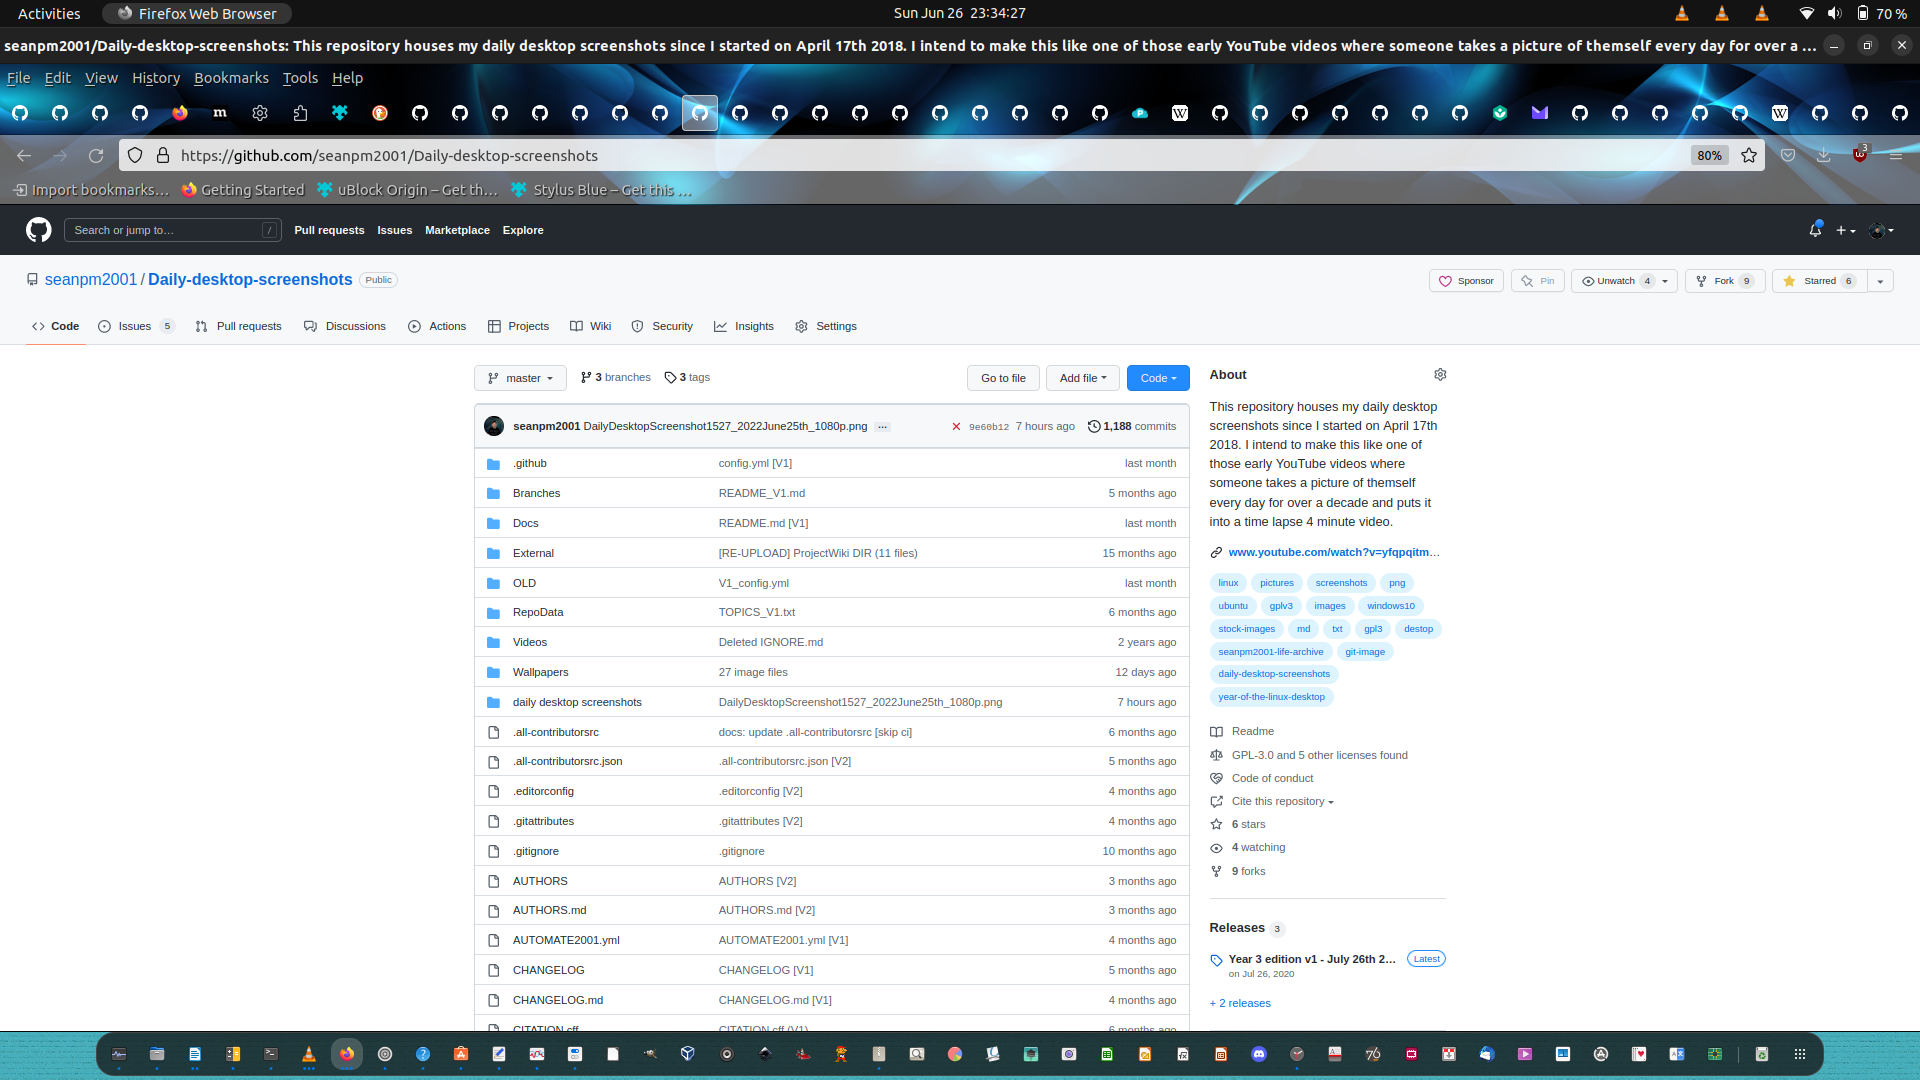 Activities Firefox Web Browser Sun Jun 26 23:34:27 70 %
seanpm2001/Daily-desktop-screenshots: This repository houses my daily desktop screenshots since I started on April 17th 2018. I intend to make this like one of those early YouTube videos where someone takes a picture of themself every day for over a ...
File Edit View History Bookmarks Tools Help
https://github.com/seanpm2001/Daily-desktop-screenshots 80% 3
Import bookmarks... Getting Started uBlock Origin – Get th... Stylus Blue – Get this ...
Search or jump to... / Pull requests Issues Marketplace Explore
seanpm2001 / Daily-desktop-screenshots Public Sponsor Pin Unwatch 4 Fork 9 Starred 6
Code Issues 5 Pull requests Discussions Actions Projects Wiki Security Insights Settings
master 3 branches 3 tags Go to file Add file Code
seanpm2001 DailyDesktopScreenshot1527_2022June25th_1080p.png ... 9e60b12 7 hours ago 1,188 commits
.github config.yml [V1] last month
Branches README_V1.md 5 months ago
Docs README.md [V1] last month
External [RE-UPLOAD] ProjectWiki DIR (11 files) 15 months ago
OLD V1_config.yml last month
RepoData TOPICS_V1.txt 6 months ago
Videos Deleted IGNORE.md 2 years ago
Wallpapers 27 image files 12 days ago
daily desktop screenshots DailyDesktopScreenshot1527_2022June25th_1080p.png 7 hours ago
.all-contributorsrc docs: update .all-contributorsrc [skip ci] 6 months ago
.all-contributorsrc.json .all-contributorsrc.json [V2] 5 months ago
.editorconfig .editorconfig [V2] 4 months ago
.gitattributes .gitattributes [V2] 4 months ago
.gitignore .gitignore 10 months ago
AUTHORS AUTHORS [V2] 3 months ago
AUTHORS.md AUTHORS.md [V2] 3 months ago
AUTOMATE2001.yml AUTOMATE2001.yml [V1] 4 months ago
CHANGELOG CHANGELOG [V1] 5 months ago
CHANGELOG.md CHANGELOG.md [V1] 4 months ago
CITATION.cff CITATION.cff (V1) 6 months ago
About
This repository houses my daily desktop
screenshots since I started on April 17th
2018. I intend to make this like one of
those early YouTube videos where
someone takes a picture of themself
every day for over a decade and puts it
into a time lapse 4 minute video.
www.youtube.com/watch?v=yfqpqitm...
linux pictures screenshots png
ubuntu gplv3 images windows10
stock-images md txt gpl3 destop
seanpm2001-life-archive git-image
daily-desktop-screenshots
year-of-the-linux-desktop
Readme
GPL-3.0 and 5 other licenses found
Code of conduct
Cite this repository
6 stars
4 watching
9 forks
Releases 3
Year 3 edition v1 - July 26th 2... Latest
on Jul 26, 2020
+ 2 releases